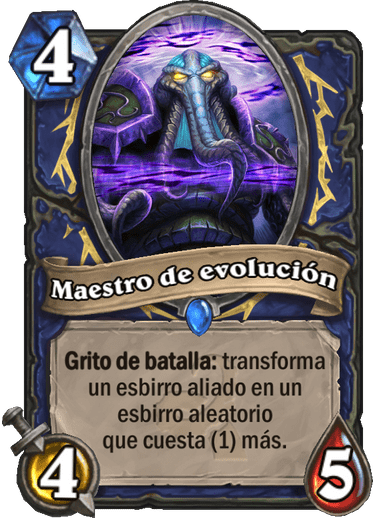 4
Maestro de evolución
Grito de batalla: transforma
un esbirro aliado en un
esbirro aleatorio
que cuesta (1) más.
4
5